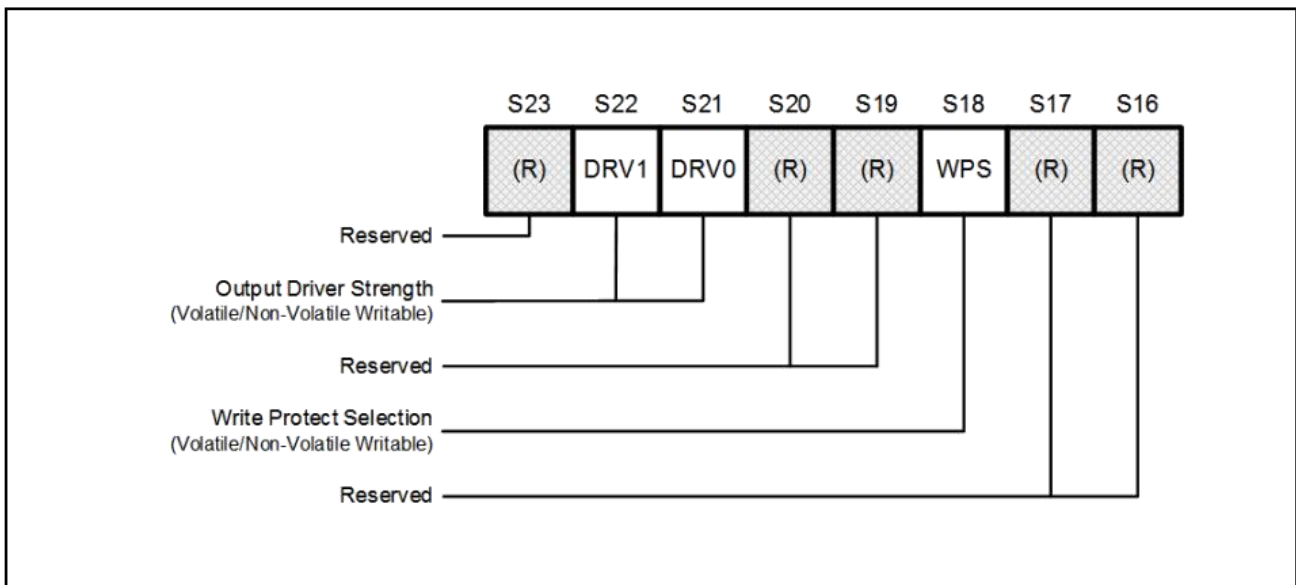 S23 S22 S21 S20 S19 S18 S17 S16
(R) DRV1 DRV0 (R) (R) WPS (R) (R)
Reserved
Output Driver Strength
(Volatile/Non-Volatile Writable)
Reserved
Write Protect Selection
(Volatile/Non-Volatile Writable)
Reserved